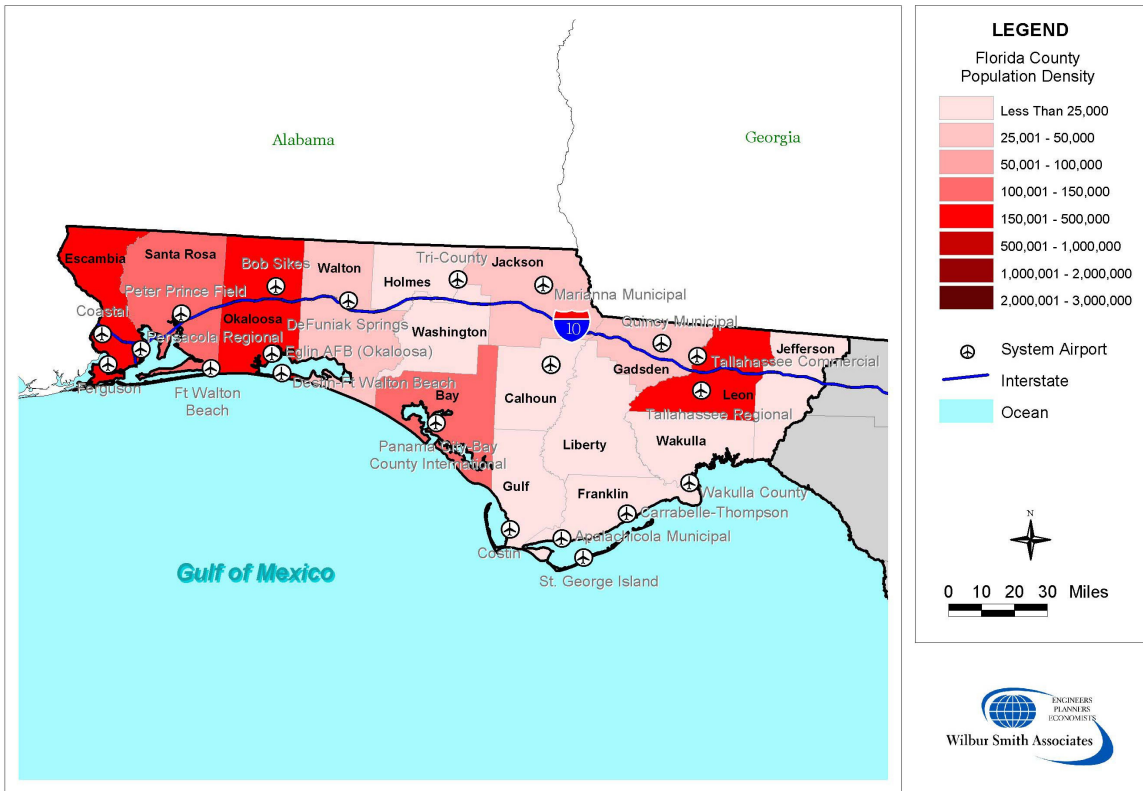 Alabama
Georgia
Escambia
Santa Rosa
Bob Sikes
Walton
Holmes
Tri-County
Jackson
Peter Prince Field
Marianna Municipal
Coastal
Okaloosa
DeFuniak Springs
Washington
10
Quincy Municipal
Jefferson
Pensacola Regional
Eglin AFB (Okaloosa)
Tallahassee Commercial
Ferguson
Ft Walton
Beach
Destin-Ft Walton Beach
Bay
Calhoun
Gadsden
Leon
Tallahassee Regional
Panama City-Bay
County International
Liberty
Wakulla
Gulf
Franklin
Wakulla County
Carrabelle-Thompson
Costin
Apalachicola Municipal
St. George Island
Gulf of Mexico
LEGEND
Florida County
Population Density
Less Than 25,000
25,001 - 50,000
50,001 - 100,000
100,001 - 150,000
150,001 - 500,000
500,001 - 1,000,000
1,000,001 - 2,000,000
2,000,001 - 3,000,000
System Airport
Interstate
Ocean
N
0 10 20 30 Miles
ENGINEERS
PLANNERS
ECONOMISTS
Wilbur Smith Associates